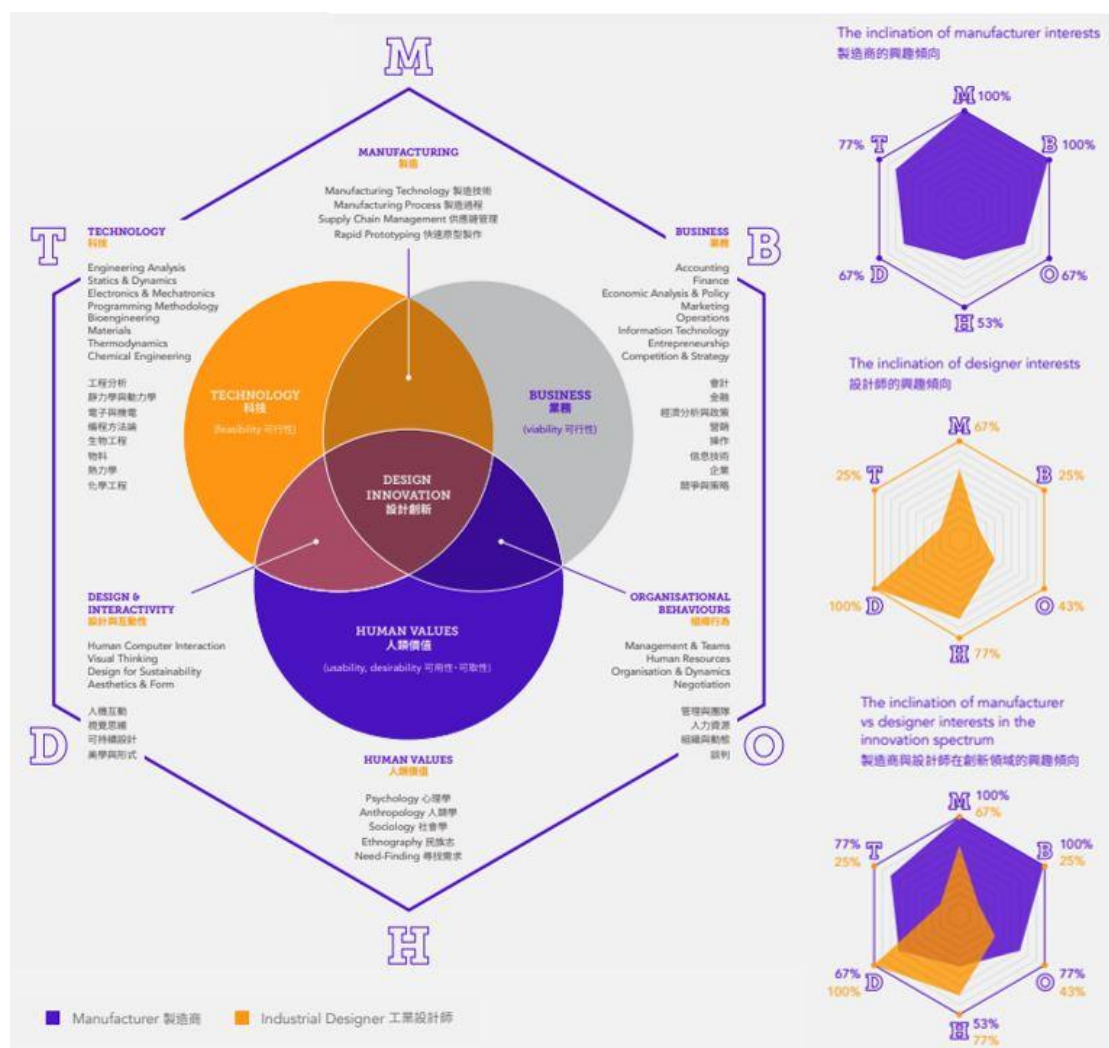 M
MANUFACTURING
製造
Manufacturing Technology 製造技術
Manufacturing Process 製造過程
Supply Chain Management 供應鏈管理
Rapid Prototyping 快速原型製作
T
TECHNOLOGY
科技
Engineering Analysis
Statics & Dynamics
Electronics & Mechatronics
Programming Methodology
Bioengineering
Materials
Thermodynamics
Chemical Engineering
工程分析
靜力學與動力學
電子與機電
編程方法論
生物工程
物料
熱力學
化學工程
B
BUSINESS
業務
Accounting
Finance
Economic Analysis & Policy
Marketing
Operations
Information Technology
Entrepreneurship
Competition & Strategy
會計
金融
經濟分析與政策
營銷
操作
信息技術
企業
競爭與策略
TECHNOLOGY
科技
(feasibility 可行性)
BUSINESS
業務
(viability 可行性)
DESIGN
INNOVATION
設計創新
HUMAN VALUES
人類價值
(usability, desirability 可用性·可取性)
DESIGN &
INTERACTIVITY
設計與互動性
Human Computer Interaction
Visual Thinking
Design for Sustainability
Aesthetics & Form
人機互動
視覺思維
可持續設計
美學與形式
D
ORGANISATIONAL
BEHAVIOURS
組織行為
Management & Teams
Human Resources
Organisation & Dynamics
Negotiation
管理與團隊
人力資源
組織與動態
談判
O
HUMAN VALUES
人類價值
Psychology 心理學
Anthropology 人類學
Sociology 社會學
Ethnography 民族志
Need-Finding 尋找需求
H
Manufacturer 製造商
Industrial Designer 工業設計師
The inclination of manufacturer interests
製造商的興趣傾向
M 100%
77% T
B 100%
67% D
O 67%
H 53%
The inclination of designer interests
設計師的興趣傾向
M 67%
25% T
B 25%
100% D
O 43%
H 77%
The inclination of manufacturer
vs designer interests in the
innovation spectrum
製造商與設計師在創新領域的興趣傾向
M 100%
67%
77% T
25%
B 100%
25%
67% D
100%
O 77%
43%
H 53%
77%